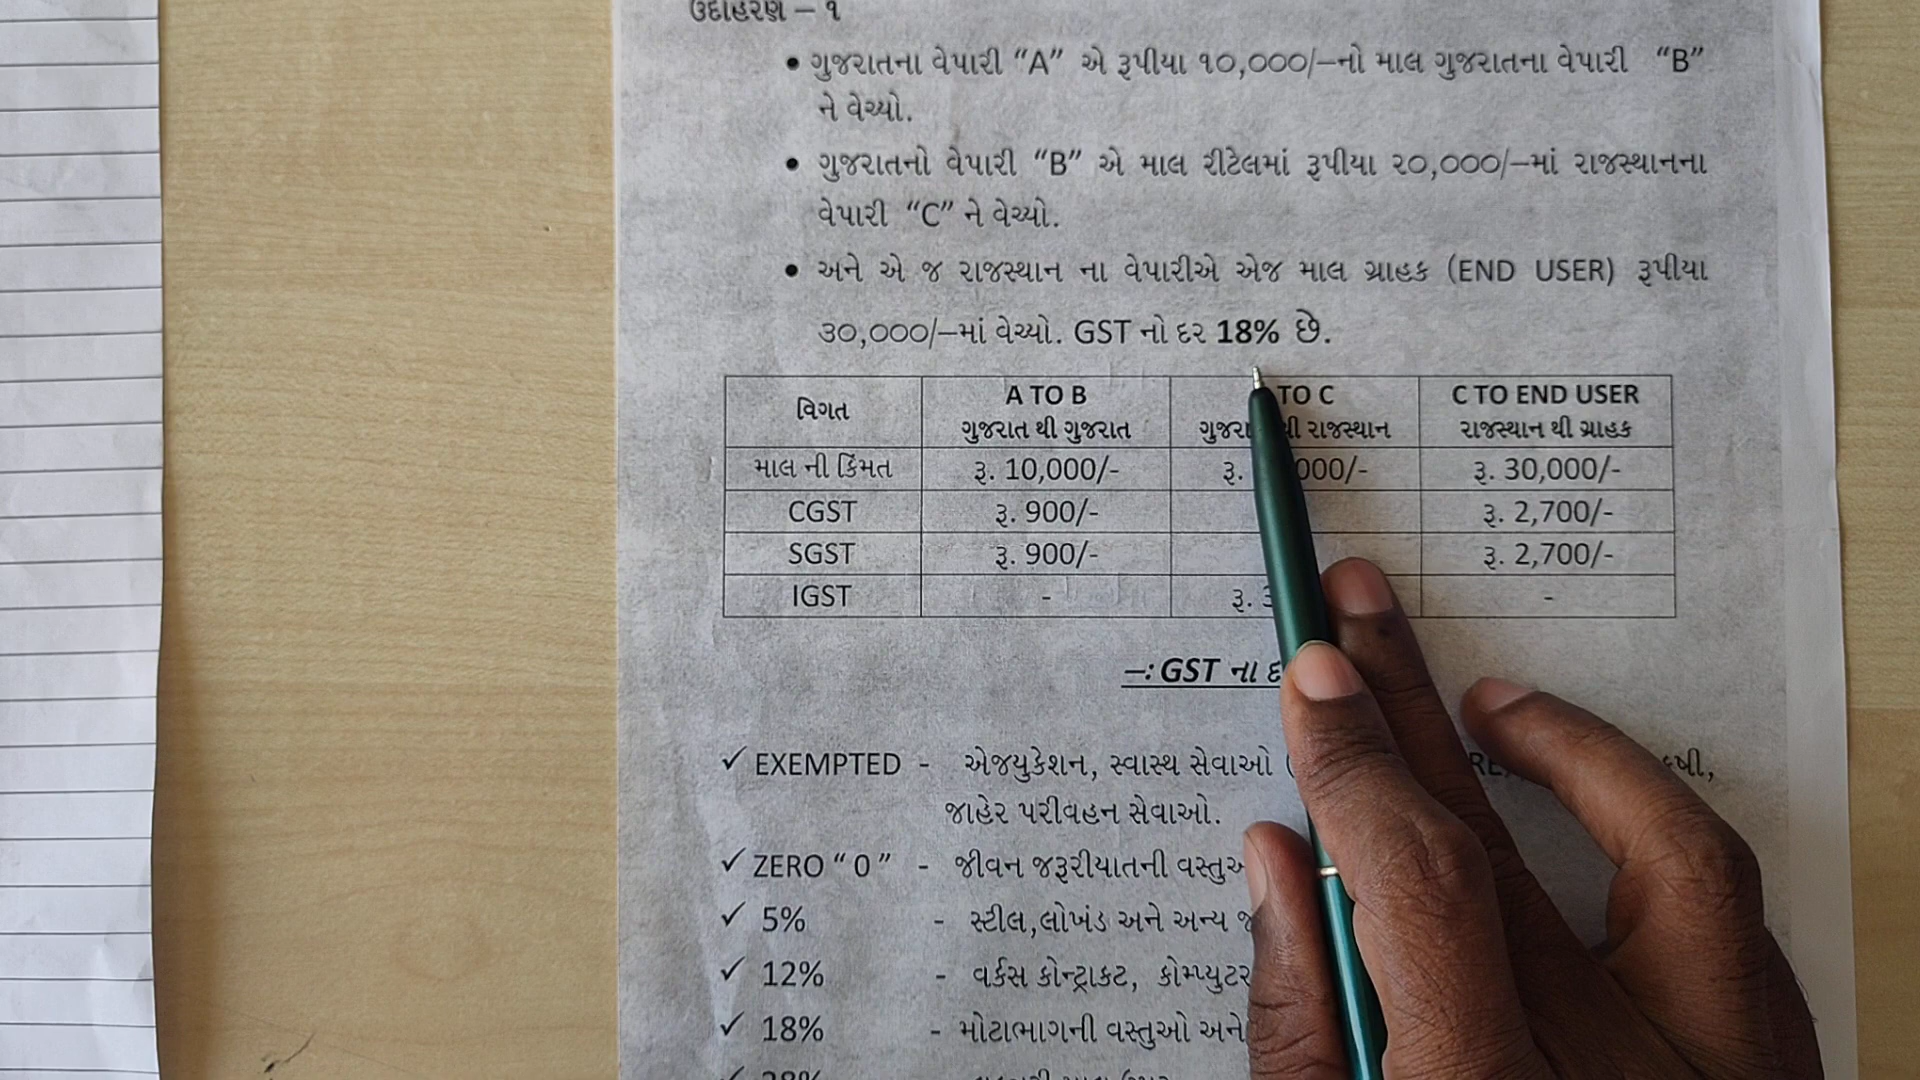 ઉદાહરણ – ૧
• ગુજરાતના વેપારી “A” એ રૂપીયા ૧૦,૦૦૦/–નો માલ ગુજરાતના વેપારી “B”
ને વેચ્યો.
• ગુજરાતનો વેપારી “B” એ માલ રીટેલમાં રૂપીયા ૨૦,૦૦૦/–માં રાજસ્થાનના
વેપારી “C” ને વેચ્યો.
• અને એ જ રાજસ્થાન ના વેપારીએ એજ માલ ગ્રાહક (END USER) રૂપીયા
૩૦,૦૦૦/–માં વેચ્યો. GST નો દર 18% છે.
વિગત A TO B TO C C TO END USER
ગુજરાત થી ગુજરાત રાજસ્થાન રાજસ્થાન થી ગ્રાહક
માલ ની કિંમત રૂ. 10,000/- રૂ. 000/- રૂ. 30,000/-
CGST રૂ. 900/- રૂ. 2,700/-
SGST રૂ. 900/- રૂ. 2,700/-
IGST - રૂ. 3 -
–: GST ના
✓ EXEMPTED - એજયુકેશન, સ્વાસ્થ સેવાઓ (
જાહેર પરીવહન સેવાઓ.
✓ ZERO “ 0 ” - જીવન જરૂરીયાતની
✓ 5% - સ્ટીલ,લોખંડ અને અન્ય
✓ 12% - વર્કસ કોન્ટ્રાકટ, કોમ્પ્યુટર
✓ 18% - મોટાભાગની વસ્તુઓ અને
✓ 28%